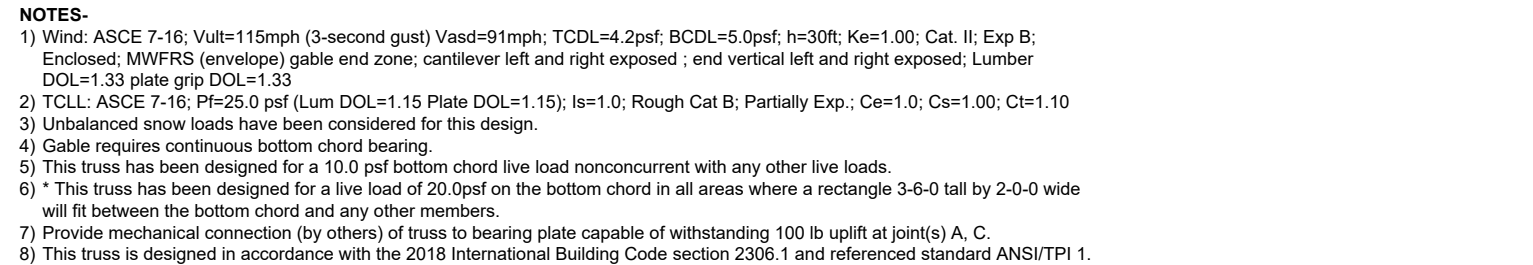 NOTES-
1) Wind: ASCE 7-16; Vult=115mph (3-second gust) Vasd=91mph; TCDL=4.2psf; BCDL=5.0psf; h=30ft; Ke=1.00; Cat. II; Exp B;
Enclosed; MWFRS (envelope) gable end zone; cantilever left and right exposed ; end vertical left and right exposed; Lumber
DOL=1.33 plate grip DOL=1.33
2) TCLL: ASCE 7-16; Pf=25.0 psf (Lum DOL=1.15 Plate DOL=1.15); Is=1.0; Rough Cat B; Partially Exp.; Ce=1.0; Cs=1.00; Ct=1.10
3) Unbalanced snow loads have been considered for this design.
4) Gable requires continuous bottom chord bearing.
5) This truss has been designed for a 10.0 psf bottom chord live load nonconcurrent with any other live loads.
6) * This truss has been designed for a live load of 20.0psf on the bottom chord in all areas where a rectangle 3-6-0 tall by 2-0-0 wide
will fit between the bottom chord and any other members.
7) Provide mechanical connection (by others) of truss to bearing plate capable of withstanding 100 lb uplift at joint(s) A, C.
8) This truss is designed in accordance with the 2018 International Building Code section 2306.1 and referenced standard ANSI/TPI 1.